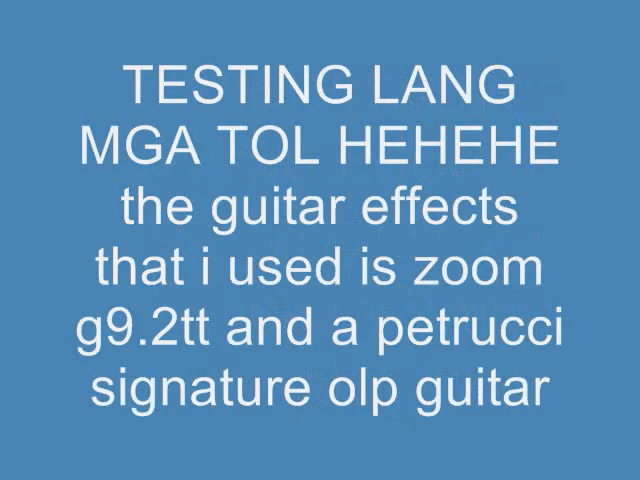 TESTING LANG
MGA TOL HEHEHE
the guitar effects
that i used is zoom
g9.2tt and a petrucci
signature olp guitar